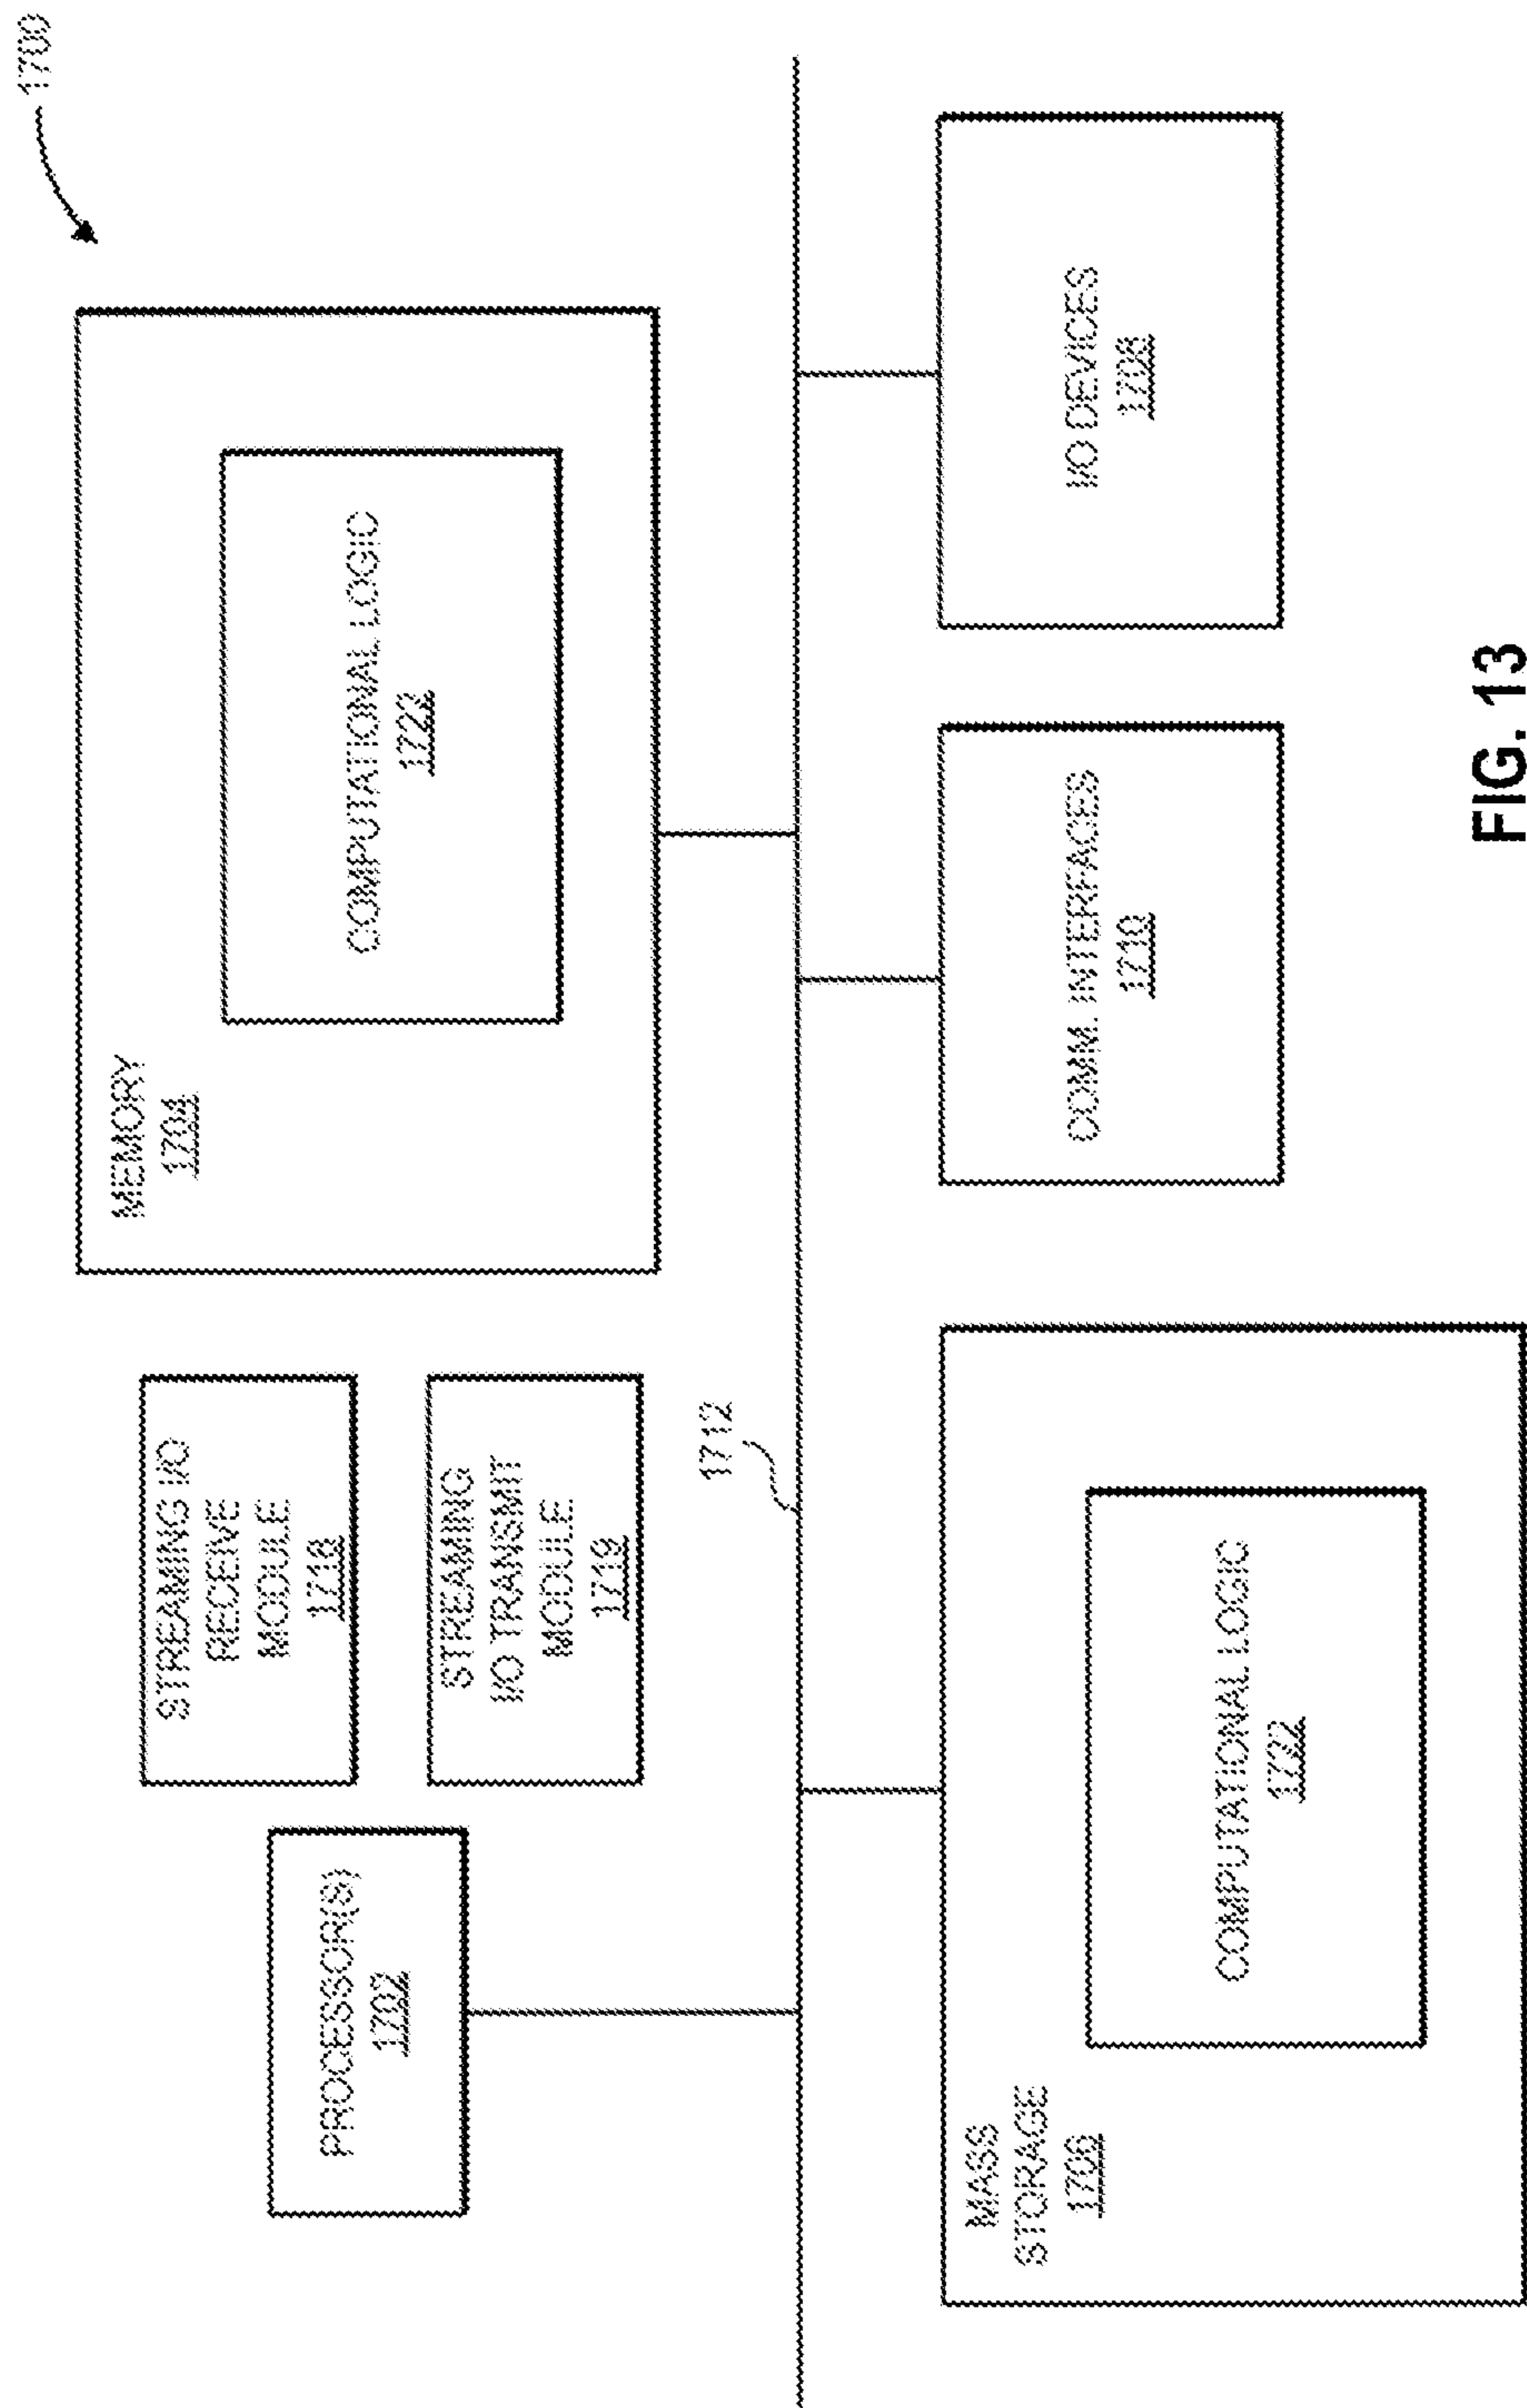 1700
PROCESSOR(S)
1702
STREAMING I/O
RECEIVE
MODULE
1718
STREAMING
I/O TRANSMIT
MODULE
1719
MEMORY
1704
COMPUTATIONAL LOGIC
1722
1712
MASS
STORAGE
1706
COMPUTATIONAL LOGIC
1722
COMM. INTERFACES
1710
I/O DEVICES
1708
FIG. 13